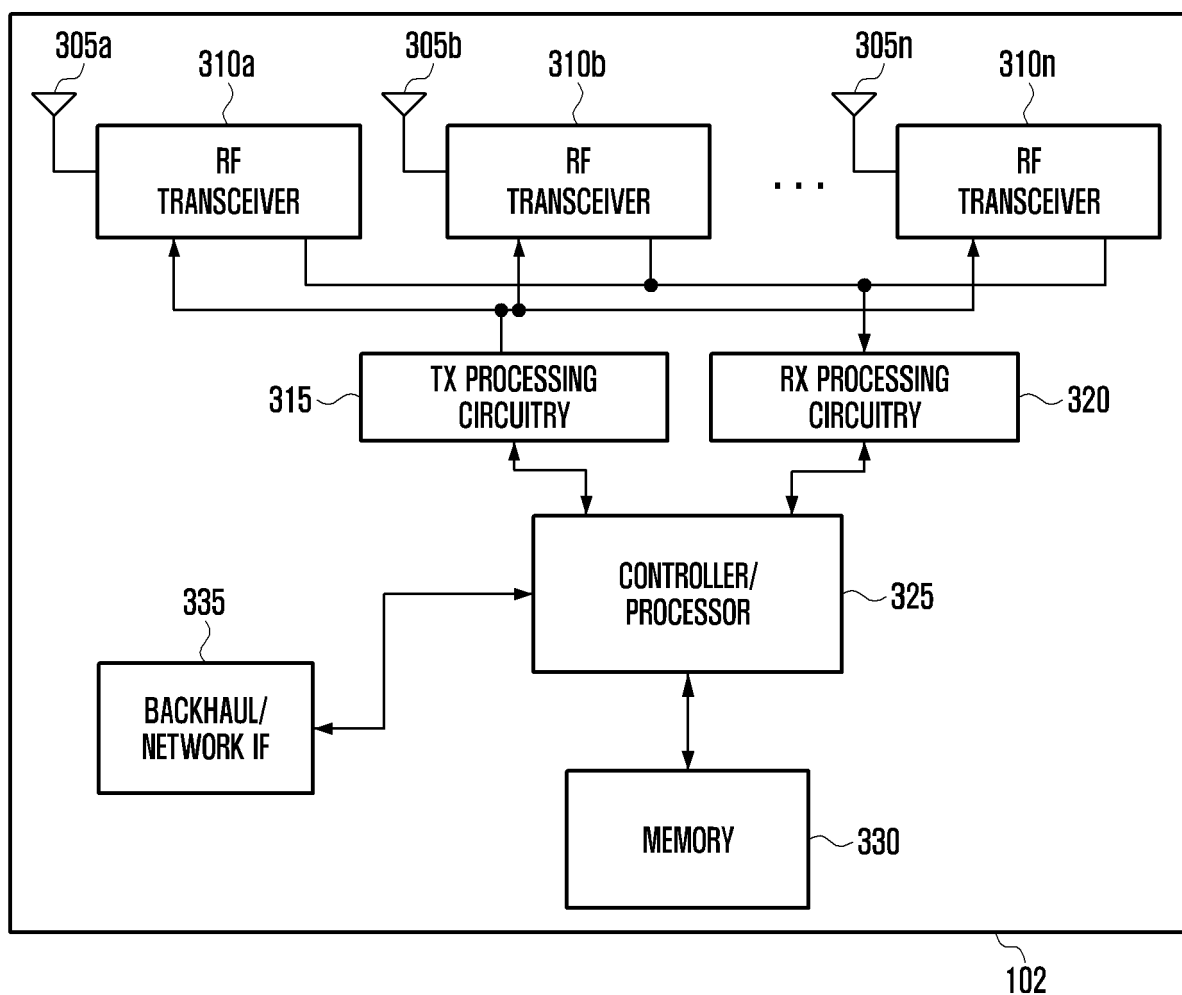 305a
310a
305b
310b
305n
310n
RF
TRANSCEIVER
RF
TRANSCEIVER
...
RF
TRANSCEIVER
315
TX PROCESSING
CIRCUITRY
RX PROCESSING
CIRCUITRY
320
CONTROLLER/
PROCESSOR
325
335
BACKHAUL/
NETWORK IF
MEMORY
330
102